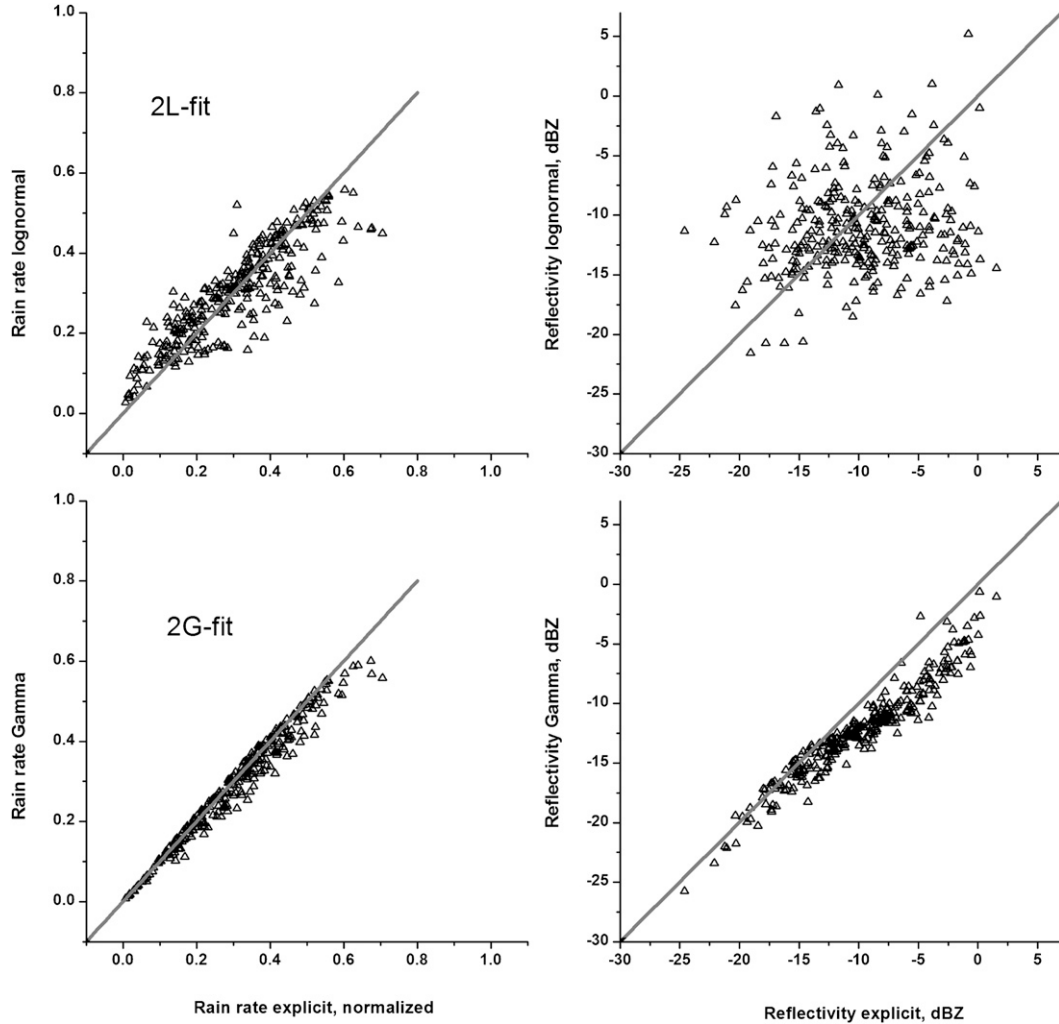 1.0
0.8
0.6
0.4
0.2
0.0
Rain rate lognormal
2L-fit
0.0 0.2 0.4 0.6 0.8 1.0
5
0
-5
-10
-15
-20
-25
-30
Reflectivity lognormal, dBZ
-30 -25 -20 -15 -10 -5 0 5
1.0
0.8
0.6
0.4
0.2
0.0
Rain rate Gamma
2G-fit
0.0 0.2 0.4 0.6 0.8 1.0
Rain rate explicit, normalized
5
0
-5
-10
-15
-20
-25
-30
Reflectivity Gamma, dBZ
-30 -25 -20 -15 -10 -5 0 5
Reflectivity explicit, dBZ